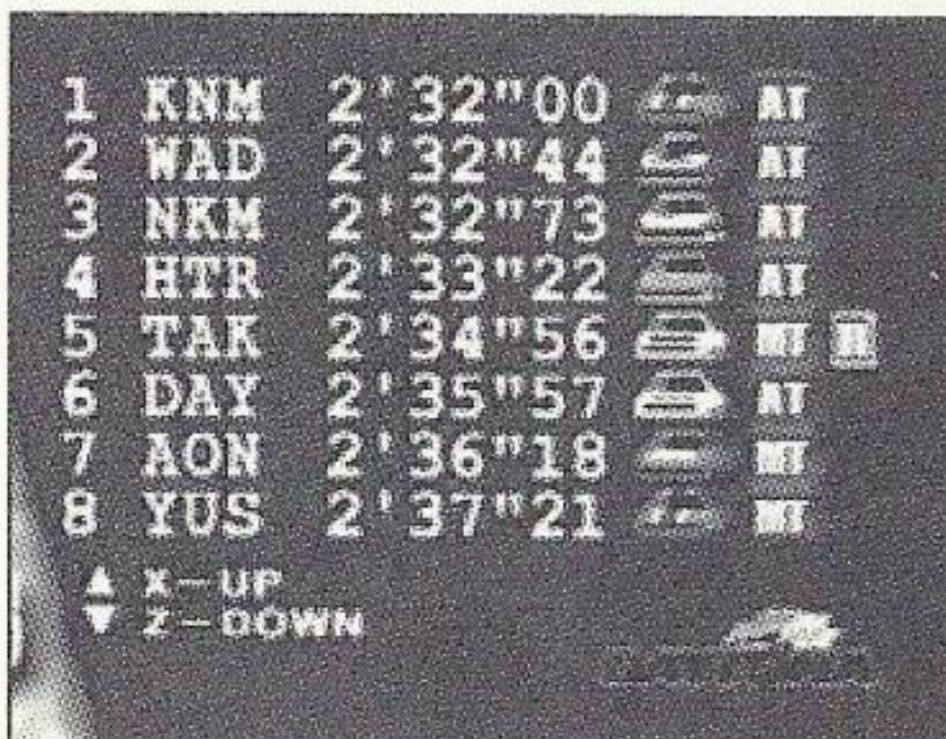 1 KNM 2'32"00 AT
2 WAD 2'32"44 AT
3 NKM 2'32"73 AT
4 HTR 2'33"22 AT
5 TAK 2'34"56 MT
6 DAY 2'35"57 AT
7 AON 2'36"18 MT
8 YUS 2'37"21 MT
▲ X-UP
▼ Z-DOWN